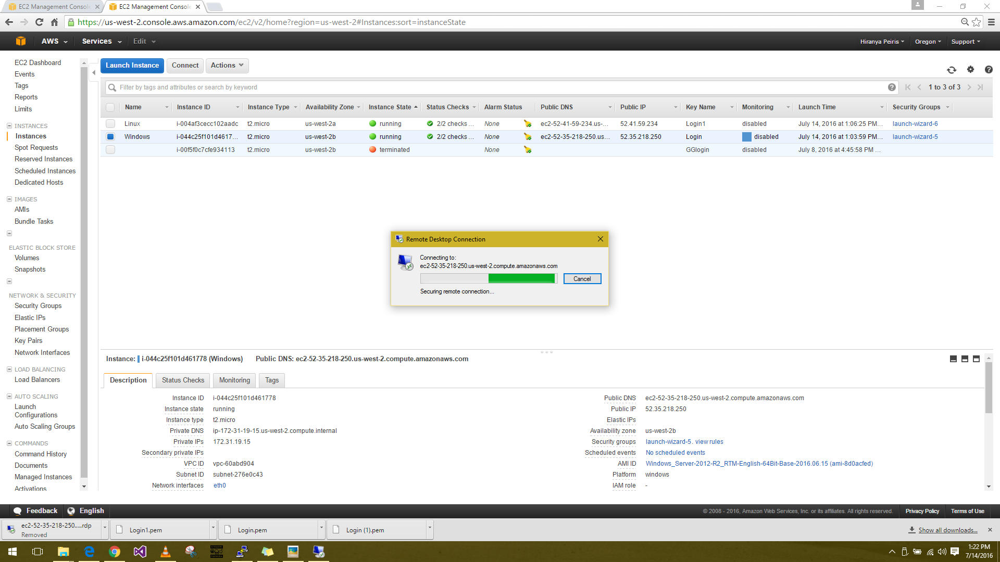 EC2 Management Console
EC2 Management Console
https://us-west-2.console.aws.amazon.com/ec2/v2/home?region=us-west-2#Instances:sort=instanceState
AWS Services Edit Hiranya Peiris Oregon Support
Launch Instance Connect Actions
Filter by tags and attributes or search by keyword 1 to 3 of 3
Name Instance ID Instance Type Availability Zone Instance State Status Checks Alarm Status Public DNS Public IP Key Name Monitoring Launch Time Security Groups
Linux i-004af3cecc102aadc t2.micro us-west-2a running 2/2 checks ... None ec2-52-41-59-234.us-... 52.41.59.234 Login1 disabled July 14, 2016 at 1:06:25 PM... launch-wizard-6
Windows i-044c25f101d4617... t2.micro us-west-2b running 2/2 checks ... None ec2-52-35-218-250.us... 52.35.218.250 Login disabled July 14, 2016 at 1:03:59 PM... launch-wizard-5
i-00f5f0c7cfe934113 t2.micro us-west-2b terminated None GGlogin disabled July 8, 2016 at 4:45:58 PM ...
EC2 Dashboard
Events
Tags
Reports
Limits
INSTANCES
Instances
Spot Requests
Reserved Instances
Scheduled Instances
Dedicated Hosts
IMAGES
AMIs
Bundle Tasks
ELASTIC BLOCK STORE
Volumes
Snapshots
NETWORK & SECURITY
Security Groups
Elastic IPs
Placement Groups
Key Pairs
Network Interfaces
LOAD BALANCING
Load Balancers
AUTO SCALING
Launch
Configurations
Auto Scaling Groups
COMMANDS
Command History
Documents
Managed Instances
Activations
Remote Desktop Connection
Connecting to:
ec2-52-35-218-250.us-west-2.compute.amazonaws.com
Cancel
Securing remote connection...
Instance: i-044c25f101d461778 (Windows) Public DNS: ec2-52-35-218-250.us-west-2.compute.amazonaws.com
Description Status Checks Monitoring Tags
Instance ID i-044c25f101d461778 Public DNS ec2-52-35-218-250.us-west-2.compute.amazonaws.com
Instance state running Public IP 52.35.218.250
Instance type t2.micro Elastic IPs
Private DNS ip-172-31-19-15.us-west-2.compute.internal Availability zone us-west-2b
Private IPs 172.31.19.15 Security groups launch-wizard-5. view rules
Secondary private IPs Scheduled events No scheduled events
VPC ID vpc-60abd904 AMI ID Windows_Server-2012-R2_RTM-English-64Bit-Base-2016.06.15 (ami-8d0acfed)
Subnet ID subnet-276e0c43 Platform windows
Network interfaces eth0 IAM role -
Feedback English © 2008 - 2016, Amazon Web Services, Inc. or its affiliates. All rights reserved. Privacy Policy Terms of Use
ec2-52-35-218-250.....rdp
Removed
Login1.pem
Login.pem
Login (1).pem
Show all downloads...
1:22 PM
7/14/2016